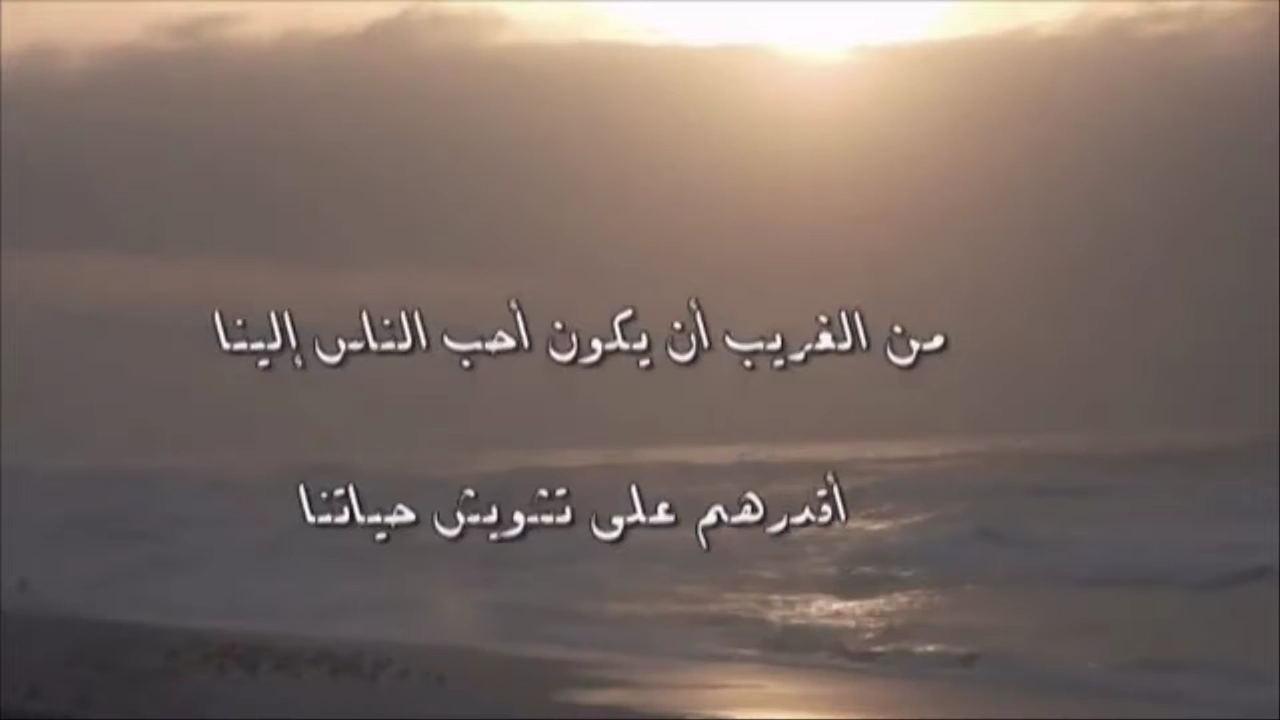 من الغريب أن يكون أحب الناس إلينا
أقدرهم على تشويش حياتنا